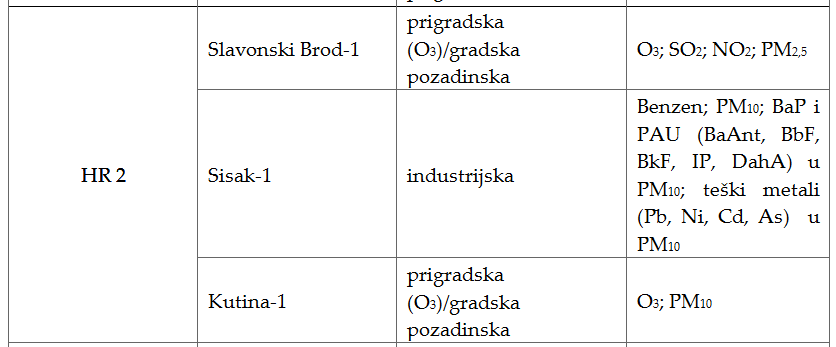 prigradska
Slavonski Brod-1
(O3)/gradska
O3; SO2; NO2; PM2,5
pozadinska
HR 2
Sisak-1
industrijska
Benzen; PM10; BaP i
PAU (BaAnt, BbF,
BkF, IP, DahA) u
PM10; teški metali
(Pb, Ni, Cd, As) u
PM10
Kutina-1
prigradska
(O3)/gradska
pozadinska
O3; PM10